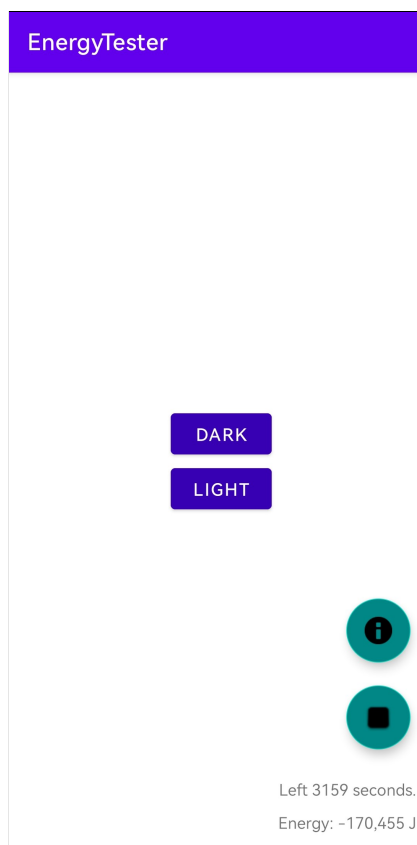 EnergyTester
DARK
LIGHT
Left 3159 seconds.
Energy: -170,455 J